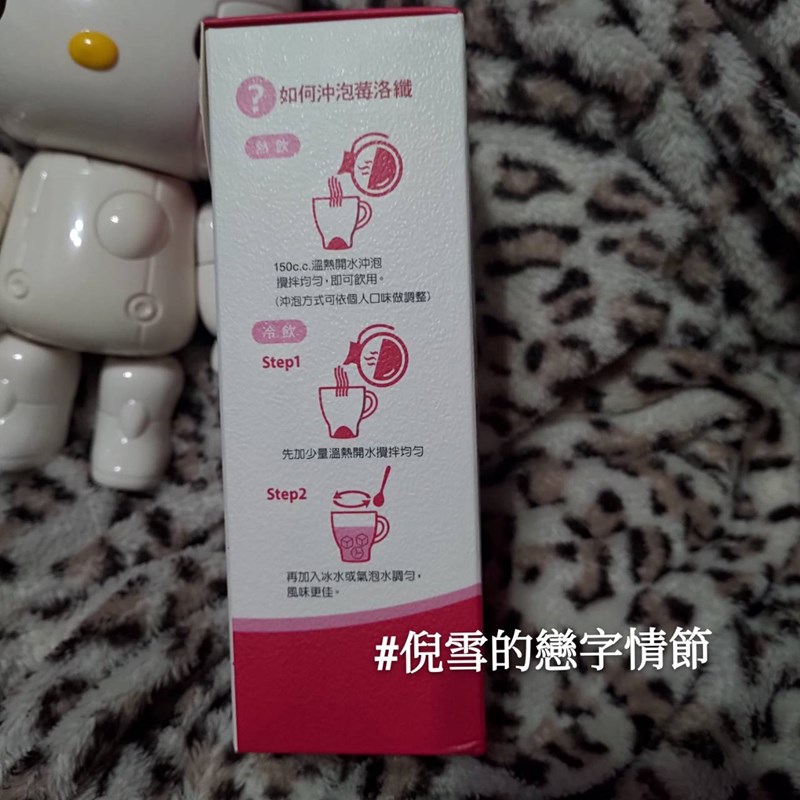 ?
如何沖泡莓洛纖
熱飲
150c.c.溫熱開水沖泡
攪拌均勻，即可飲用。
（沖泡方式可依個人口味做調整）
冷飲
Step1
先加少量溫熱開水攪拌均勻
Step2
再加入冰水或氣泡水調勻，
風味更佳。
#倪雪的戀字情節